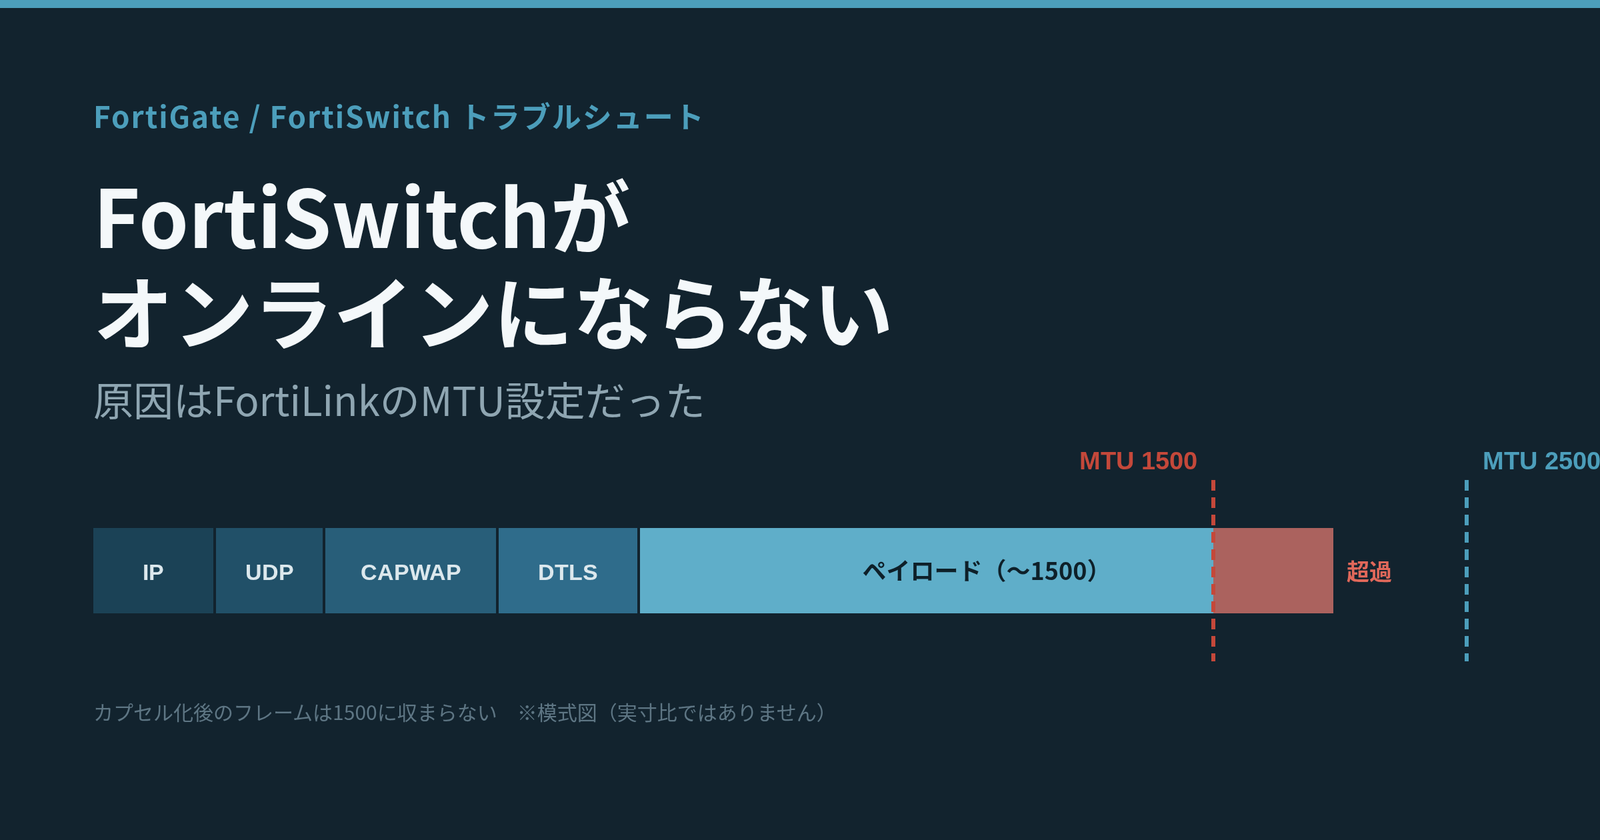 FortiGate / FortiSwitch トラブルシュート
FortiSwitchが
オンラインにならない
原因はFortiLinkのMTU設定だった
MTU 1500
MTU 2500
IP
UDP
CAPWAP
DTLS
ペイロード（〜1500）
超過
カプセル化後のフレームは1500に収まらない　※模式図（実寸比ではありません）